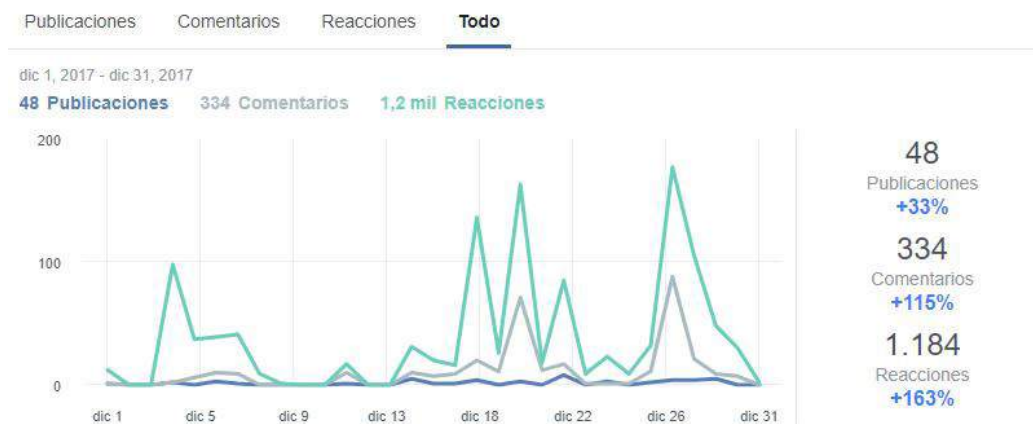 Publicaciones Comentarios Reacciones Todo
dic 1, 2017 - dic 31, 2017
48 Publicaciones 334 Comentarios 1,2 mil Reacciones
200
100
0
dic 1 dic 5 dic 9 dic 13 dic 18 dic 22 dic 26 dic 31
48
Publicaciones
+33%
334
Comentarios
+115%
1.184
Reacciones
+163%